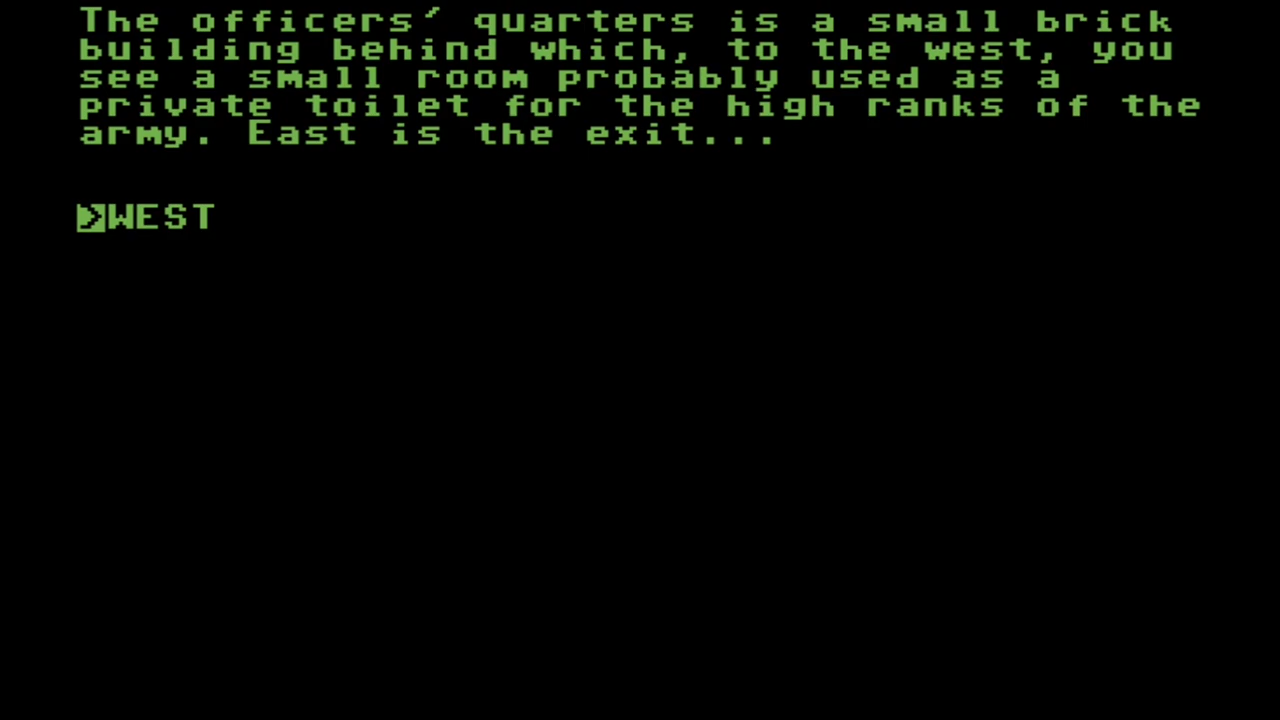 The officers´ quarters is a small brick
building behind which, to the west, you
see a small room probably used as a
private toilet for the high ranks of the
army. East is the exit...
>WEST